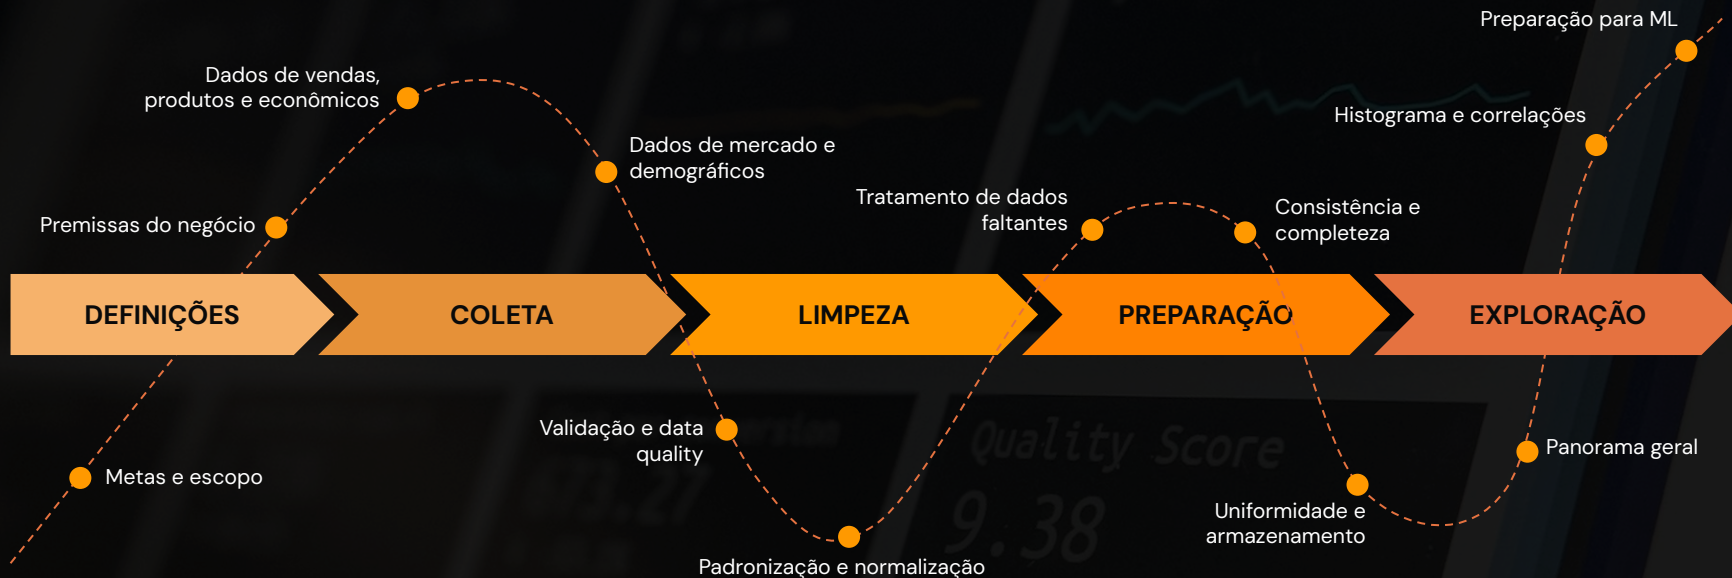 Preparação para ML
Dados de vendas,
produtos e econômicos
Histograma e correlações
Dados de mercado e
demográficos
Tratamento de dados
faltantes
Consistência e
completeza
Premissas do negócio
DEFINIÇÕES
COLETA
LIMPEZA
PREPARAÇÃO
EXPLORAÇÃO
Metas e escopo
Validação e data
quality
Panorama geral
Uniformidade e
armazenamento
Padronização e normalização
Quality Score
9.38